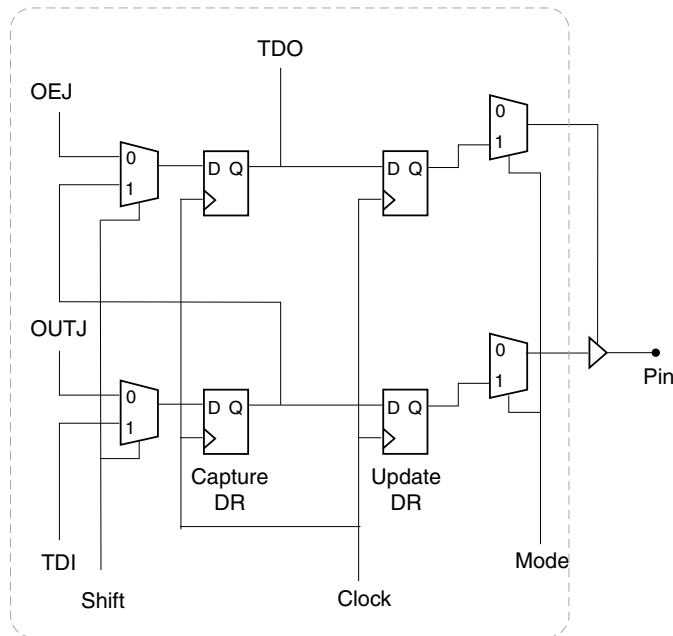 TDO
OEJ
0
1
D Q
D Q
0
1
OUTJ
0
1
D Q
D Q
0
1
Pin
Capture
DR
Update
DR
TDI
Shift
Clock
Mode